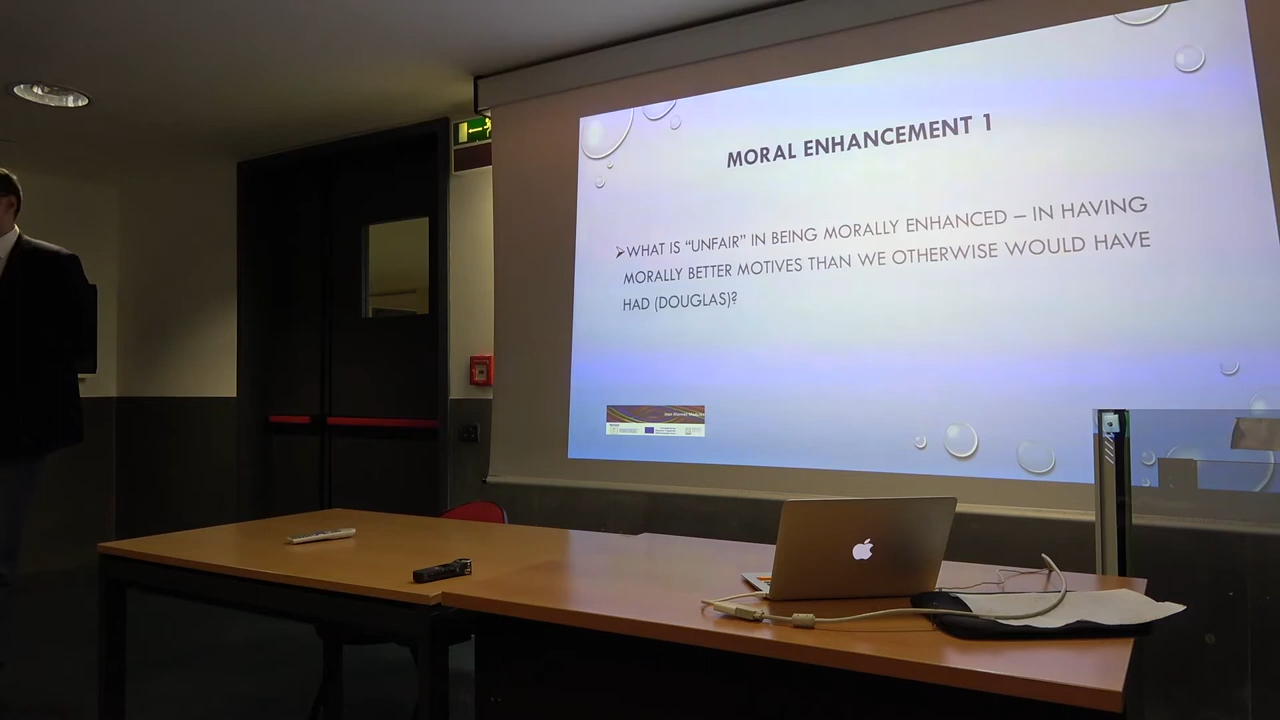 MORAL ENHANCEMENT 1
➢WHAT IS “UNFAIR” IN BEING MORALLY ENHANCED – IN HAVING
MORALLY BETTER MOTIVES THAN WE OTHERWISE WOULD HAVE
HAD (DOUGLAS)?